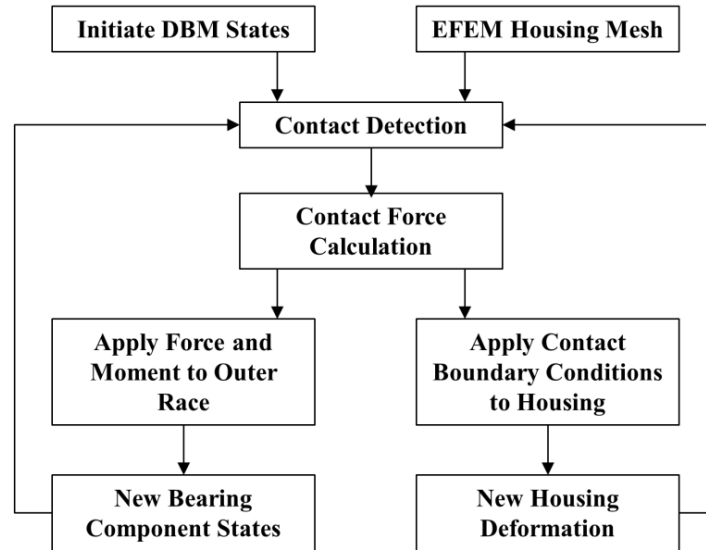 Initiate DBM States
EFEM Housing Mesh
Contact Detection
Contact Force
Calculation
Apply Force and
Moment to Outer
Race
Apply Contact
Boundary Conditions
to Housing
New Bearing
Component States
New Housing
Deformation